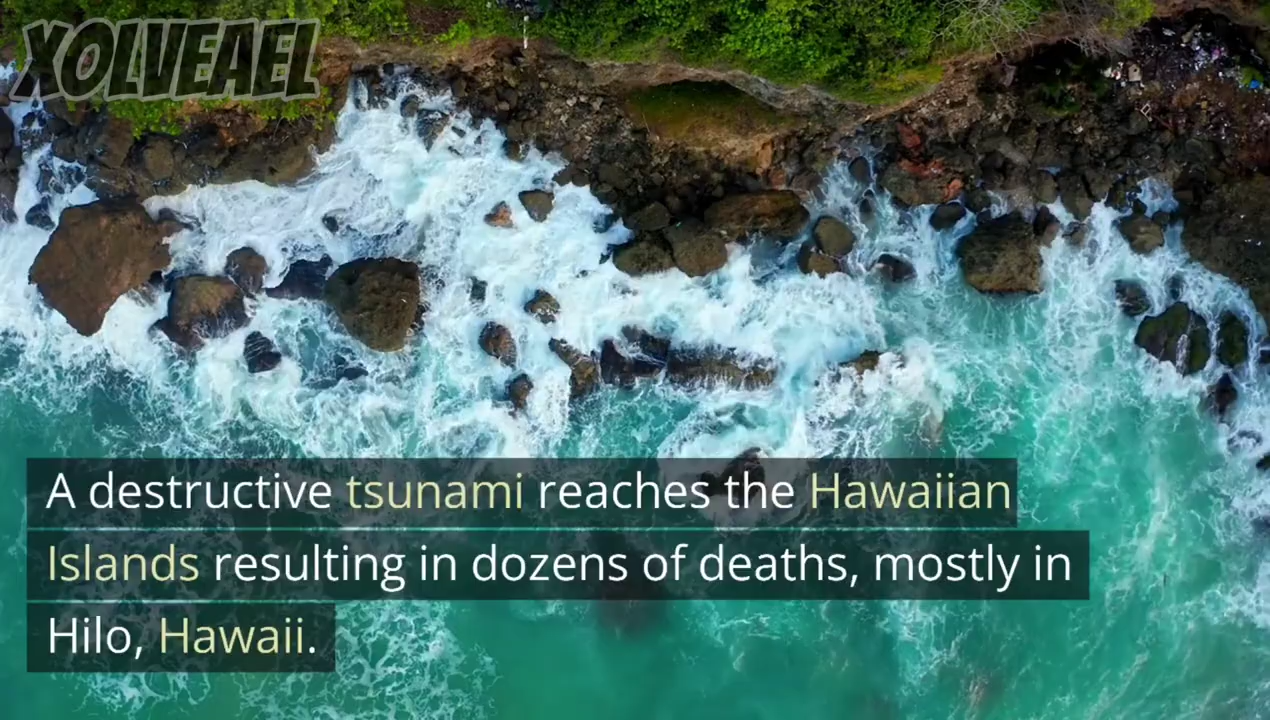 XOLVEAEL
A destructive tsunami reaches the Hawaiian
Islands resulting in dozens of deaths, mostly in
Hilo, Hawaii.